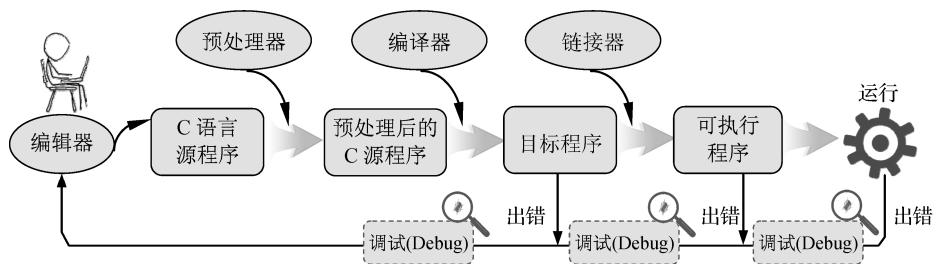 预处理器
编译器
链接器
运行
编辑器
C 语言
源程序
预处理后的
C 源程序
目标程序
可执行
程序
出错
出错
出错
调试(Debug)
调试(Debug)
调试(Debug)